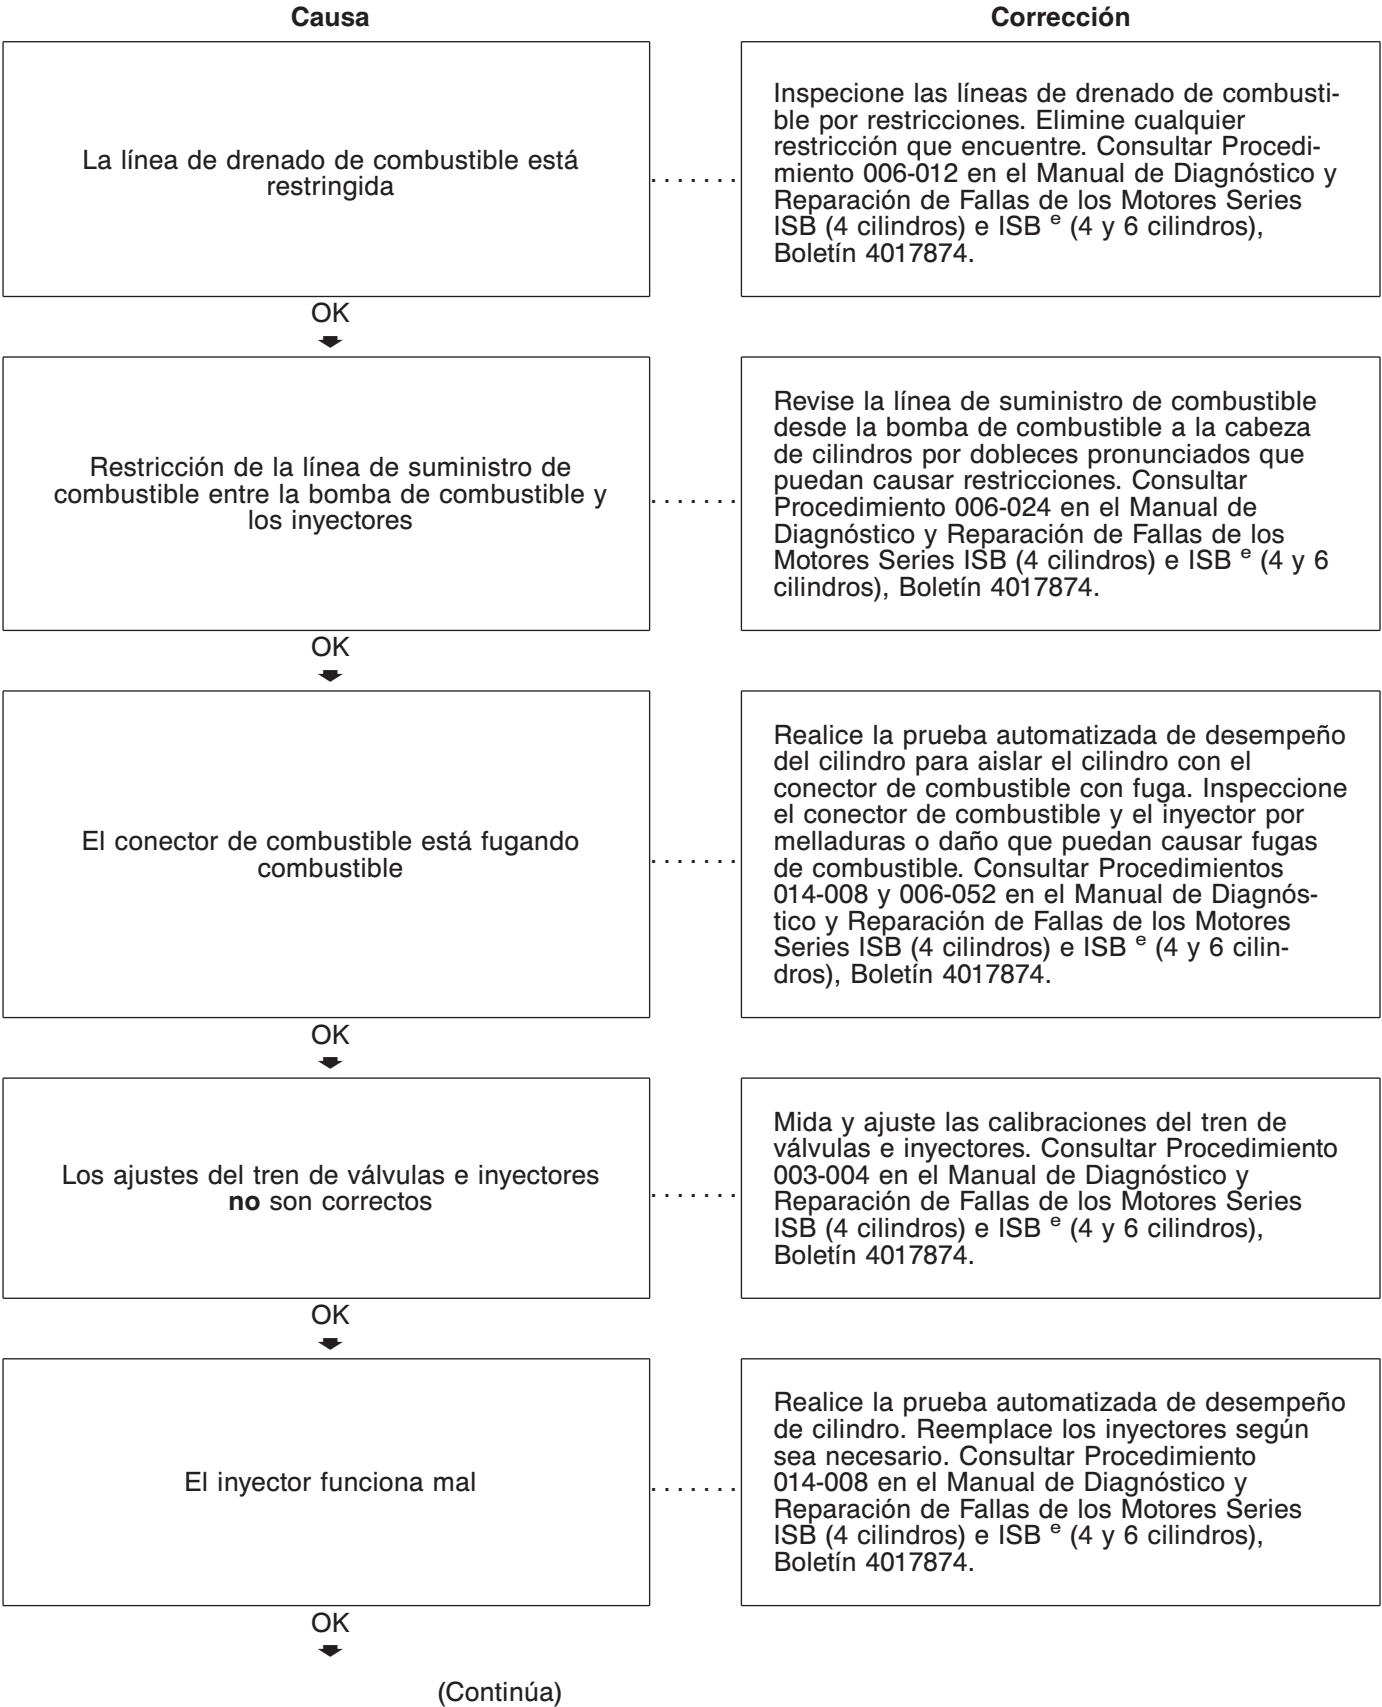 Causa
Corrección
La línea de drenado de combustible está
restringida
.......
Inspecione las líneas de drenado de combusti-
ble por restricciones. Elimine cualquier
restricción que encuentre. Consultar Procedi-
miento 006-012 en el Manual de Diagnóstico y
Reparación de Fallas de los Motores Series
ISB (4 cilindros) e ISB e (4 y 6 cilindros),
Boletín 4017874.
OK
Restricción de la línea de suministro de
combustible entre la bomba de combustible y
los inyectores
.......
Revise la línea de suministro de combustible
desde la bomba de combustible a la cabeza
de cilindros por dobleces pronunciados que
puedan causar restricciones. Consultar
Procedimiento 006-024 en el Manual de
Diagnóstico y Reparación de Fallas de los
Motores Series ISB (4 cilindros) e ISB e (4 y 6
cilindros), Boletín 4017874.
OK
El conector de combustible está fugando
combustible
.......
Realice la prueba automatizada de desempeño
del cilindro para aislar el cilindro con el
conector de combustible con fuga. Inspeccione
el conector de combustible y el inyector por
melladuras o daño que puedan causar fugas
de combustible. Consultar Procedimientos
014-008 y 006-052 en el Manual de Diagnós-
tico y Reparación de Fallas de los Motores
Series ISB (4 cilindros) e ISB e (4 y 6 cilin-
dros), Boletín 4017874.
OK
Los ajustes del tren de válvulas e inyectores
no son correctos
.......
Mida y ajuste las calibraciones del tren de
válvulas e inyectores. Consultar Procedimiento
003-004 en el Manual de Diagnóstico y
Reparación de Fallas de los Motores Series
ISB (4 cilindros) e ISB e (4 y 6 cilindros),
Boletín 4017874.
OK
El inyector funciona mal
.......
Realice la prueba automatizada de desempeño
de cilindro. Reemplace los inyectores según
sea necesario. Consultar Procedimiento
014-008 en el Manual de Diagnóstico y
Reparación de Fallas de los Motores Series
ISB (4 cilindros) e ISB e (4 y 6 cilindros),
Boletín 4017874.
OK
(Continúa)